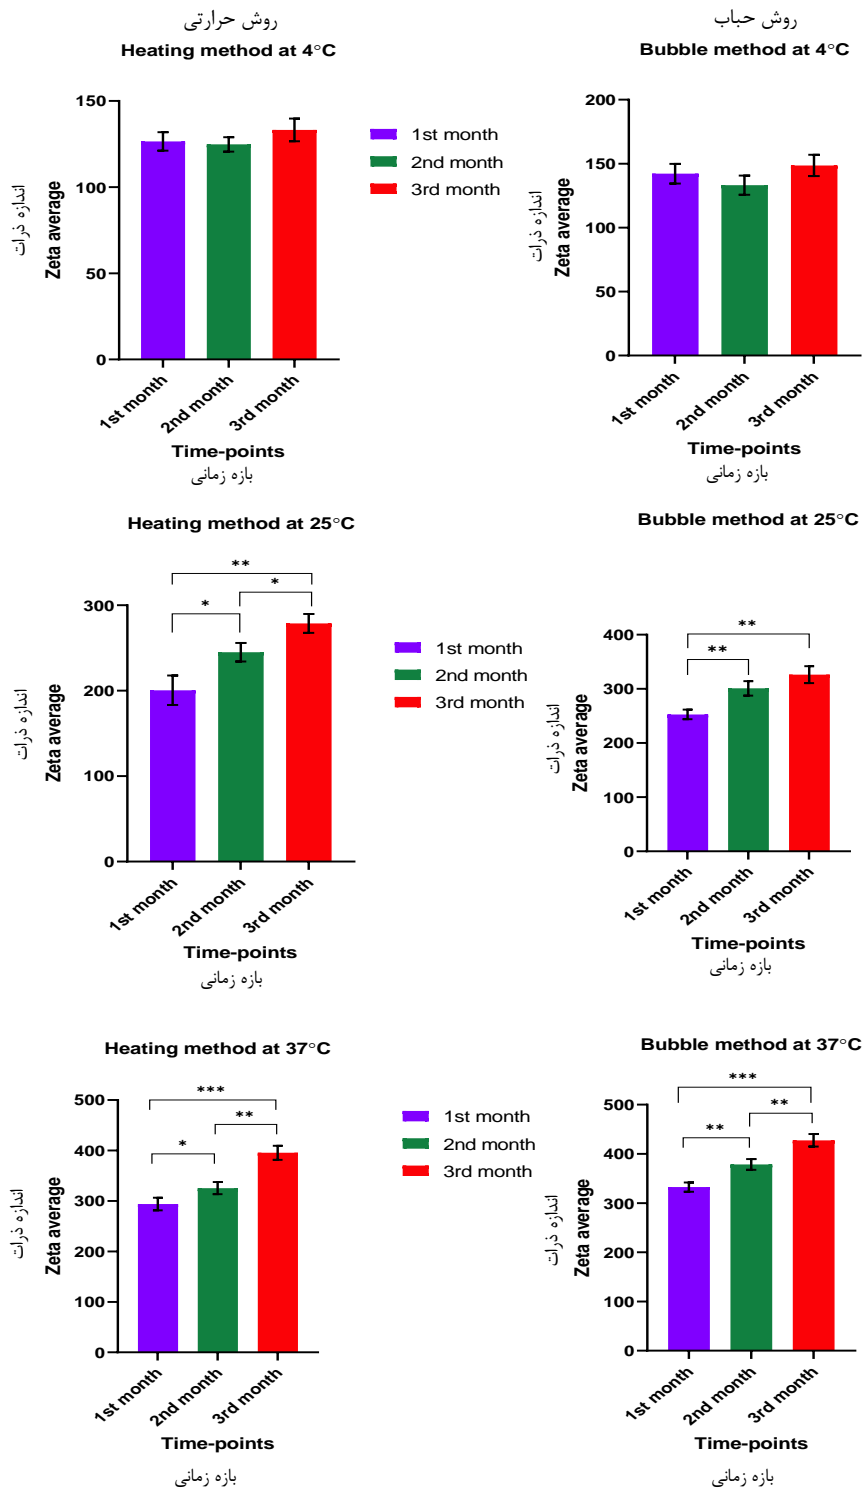 روش حرارتی
Heating method at 4°C
150
100
50
0
اندازه ذرات
Zeta average
1st month
2nd month
3rd month
Time-points
بازه زمانی
1st month
2nd month
3rd month
روش حباب
Bubble method at 4°C
200
150
100
50
0
اندازه ذرات
Zeta average
1st month
2nd month
3rd month
Time-points
بازه زمانی
Heating method at 25°C
**
*
*
300
200
100
0
اندازه ذرات
Zeta average
1st month
2nd month
3rd month
Time-points
بازه زمانی
1st month
2nd month
3rd month
Bubble method at 25°C
**
**
400
300
200
100
0
اندازه ذرات
Zeta average
1st month
2nd month
3rd month
Time-points
بازه زمانی
Heating method at 37°C
***
**
*
500
400
300
200
100
0
اندازه ذرات
Zeta average
1st month
2nd month
3rd month
Time-points
بازه زمانی
1st month
2nd month
3rd month
Bubble method at 37°C
***
**
**
500
400
300
200
100
0
اندازه ذرات
Zeta average
1st month
2nd month
3rd month
Time-points
بازه زمانی